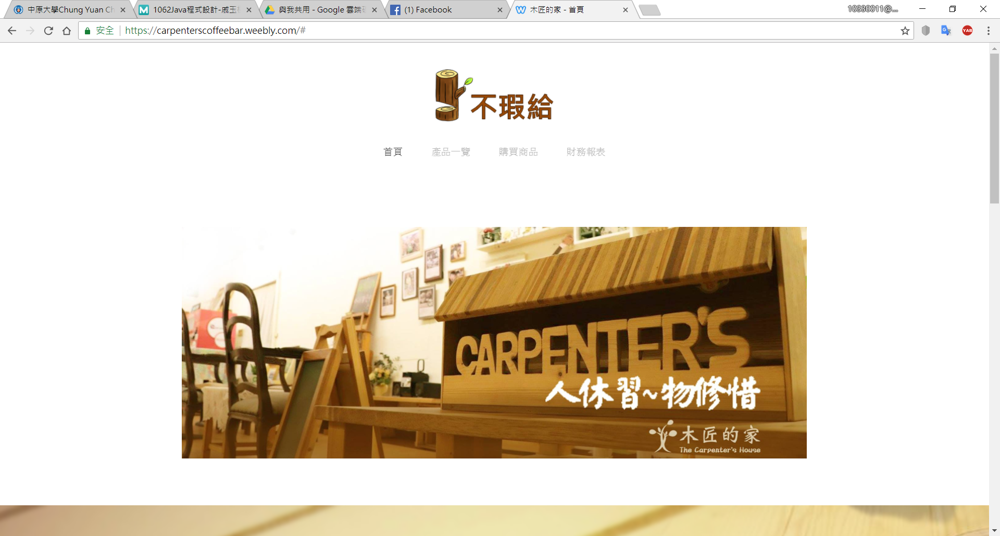 中原大學Chung Yuan Ch
1062Java程式設計-戚玉
與我共用 - Google 雲端
(1) Facebook
木匠的家 - 首頁
10330011@...
安全
https://carpenterscoffeebar.weebly.com/#
YAB
不瑕給
首頁
產品一覽
購買商品
財務報表
CARPENTER'S
人休習~物修惜
木匠的家
The Carpenter's House